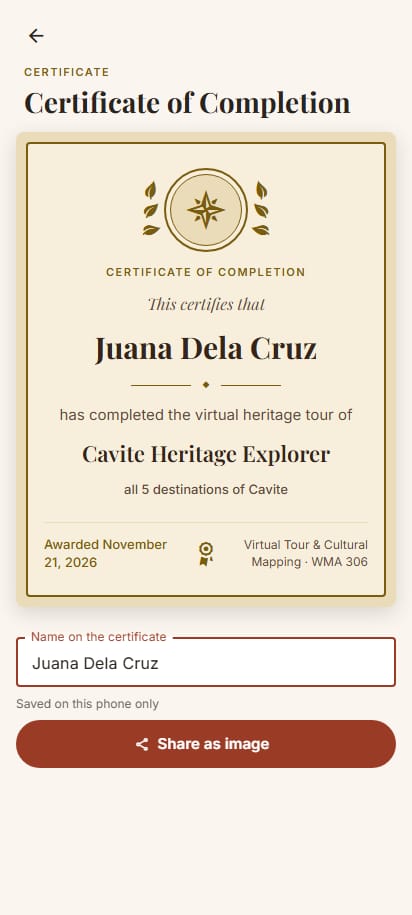 CERTIFICATE
Certificate of Completion
CERTIFICATE OF COMPLETION
This certifies that
Juana Dela Cruz
has completed the virtual heritage tour of
Cavite Heritage Explorer
all 5 destinations of Cavite
Awarded November
21, 2026
Virtual Tour & Cultural
Mapping · WMA 306
Name on the certificate
Juana Dela Cruz
Saved on this phone only
Share as image